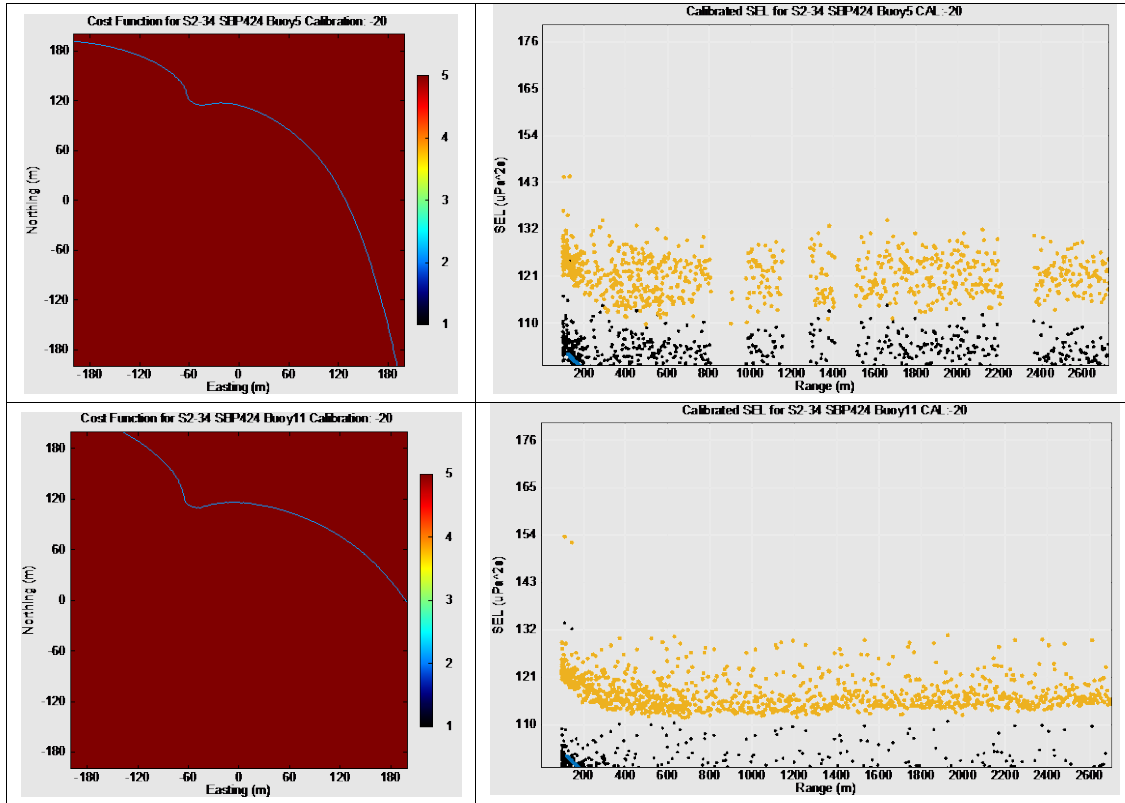 Cost Function for S2-34 SBP424 Buoy5 Calibration: -20
180
120
60
0
-60
-120
-180
Northing (m)
-180 -120 -60 0 60 120 180
Easting (m)
5
4
3
2
1
Calibrated SEL for S2-34 SBP424 Buoy5 CAL:-20
176
165
154
143
132
121
110
SEL (uPa^2s)
200 400 600 800 1000 1200 1400 1600 1800 2000 2200 2400 2600
Range (m)
Cost Function for S2-34 SBP424 Buoy11 Calibration: -20
180
120
60
0
-60
-120
-180
Northing (m)
-180 -120 -60 0 60 120 180
Easting (m)
5
4
3
2
1
Calibrated SEL for S2-34 SBP424 Buoy11 CAL:-20
176
165
154
143
132
121
110
SEL (uPa^2s)
200 400 600 800 1000 1200 1400 1600 1800 2000 2200 2400 2600
Range (m)